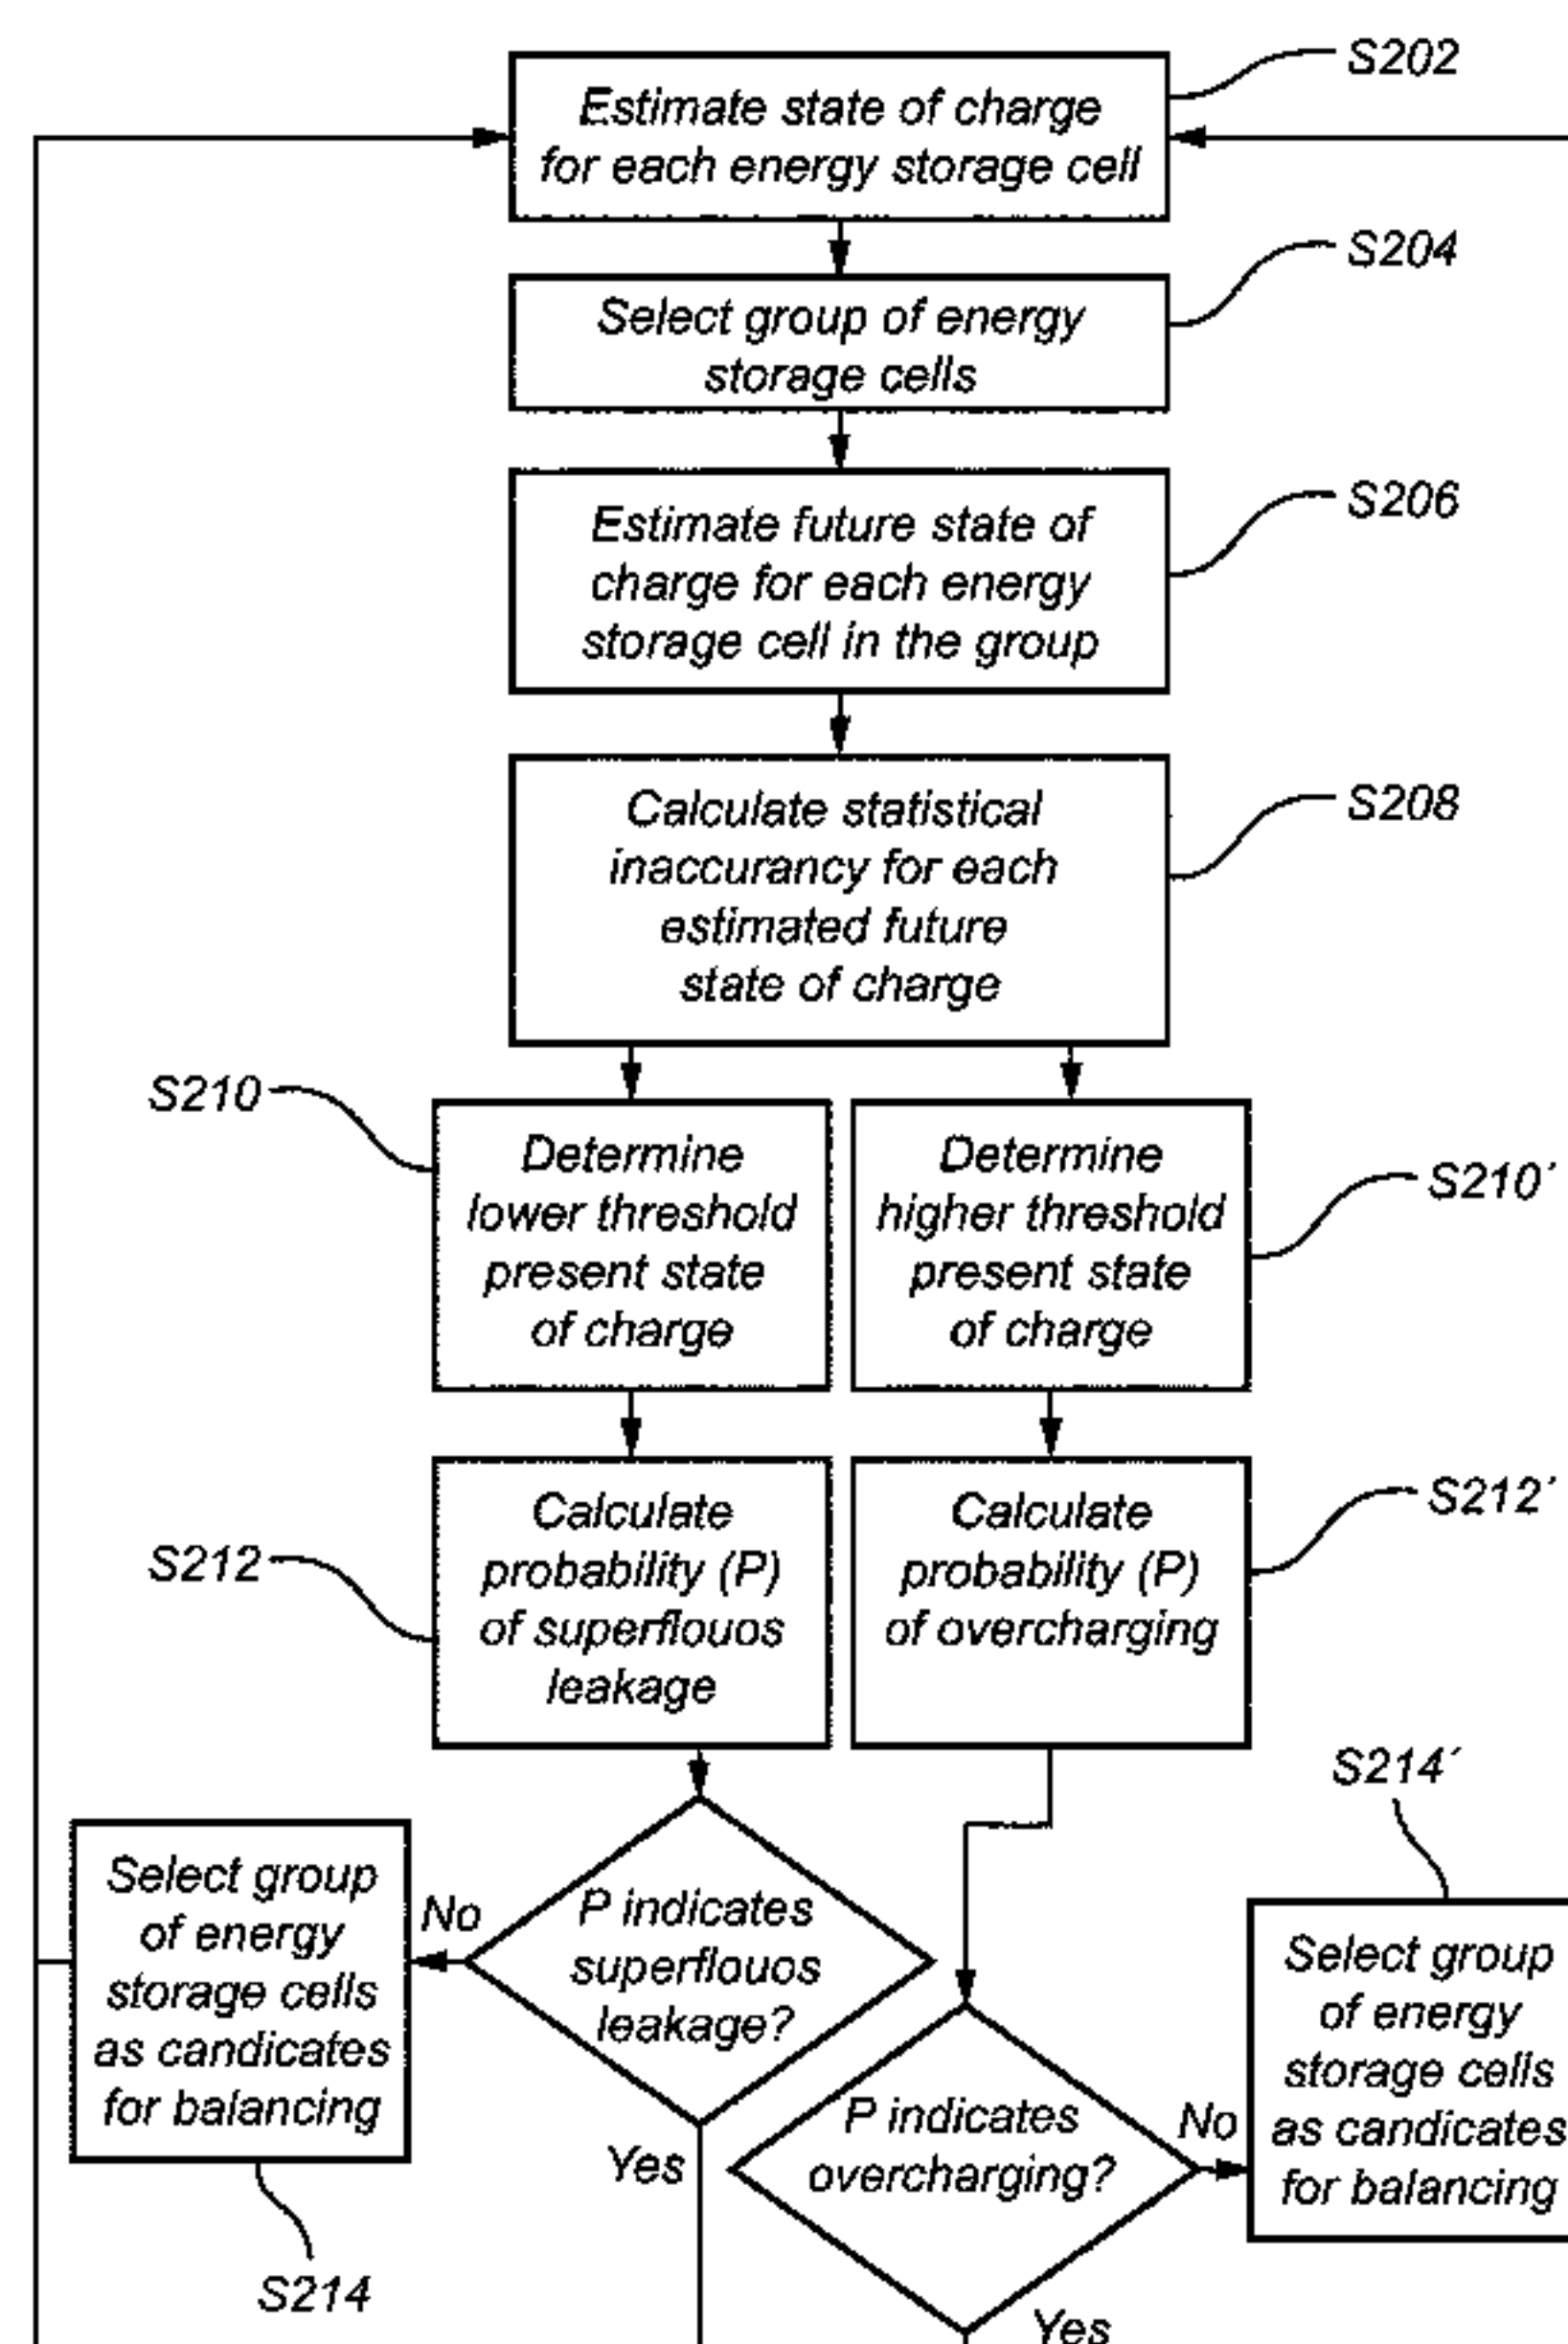 S202
Estimate state of charge
for each energy storage cell
S204
Select group of energy
storage cells
S206
Estimate future state of
charge for each energy
storage cell in the group
S208
Calculate statistical
inaccurancy for each
estimated future
state of charge
S210
Determine
lower threshold
present state
of charge
Determine
higher threshold
present state
of charge
S210´
S212
Calculate
probability (P)
of superflouos
leakage
Calculate
probability (P)
of overcharging
S212´
S214´
Select group
of energy
storage cells
as candicates
for balancing
No
P indicates
superflouos
leakage?
Yes
S214
P indicates
overcharging?
No
Yes
Select group
of energy
storage cells
as candicates
for balancing